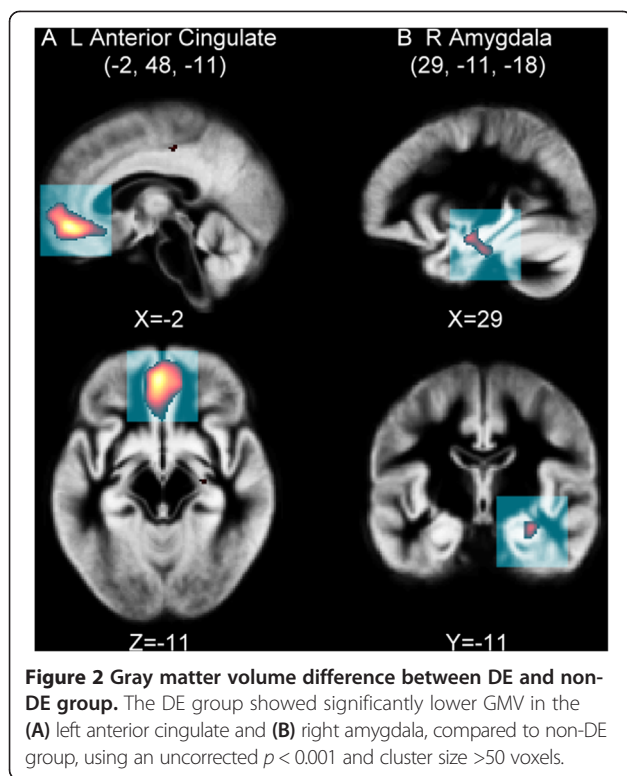 A L Anterior Cingulate
(-2, 48, -11)
B R Amygdala
(29, -11, -18)
X=-2
X=29
Z=-11
Y=-11
Figure 2 Gray matter volume difference between DE and non-
DE group. The DE group showed significantly lower GMV in the
(A) left anterior cingulate and (B) right amygdala, compared to non-DE
group, using an uncorrected p < 0.001 and cluster size >50 voxels.